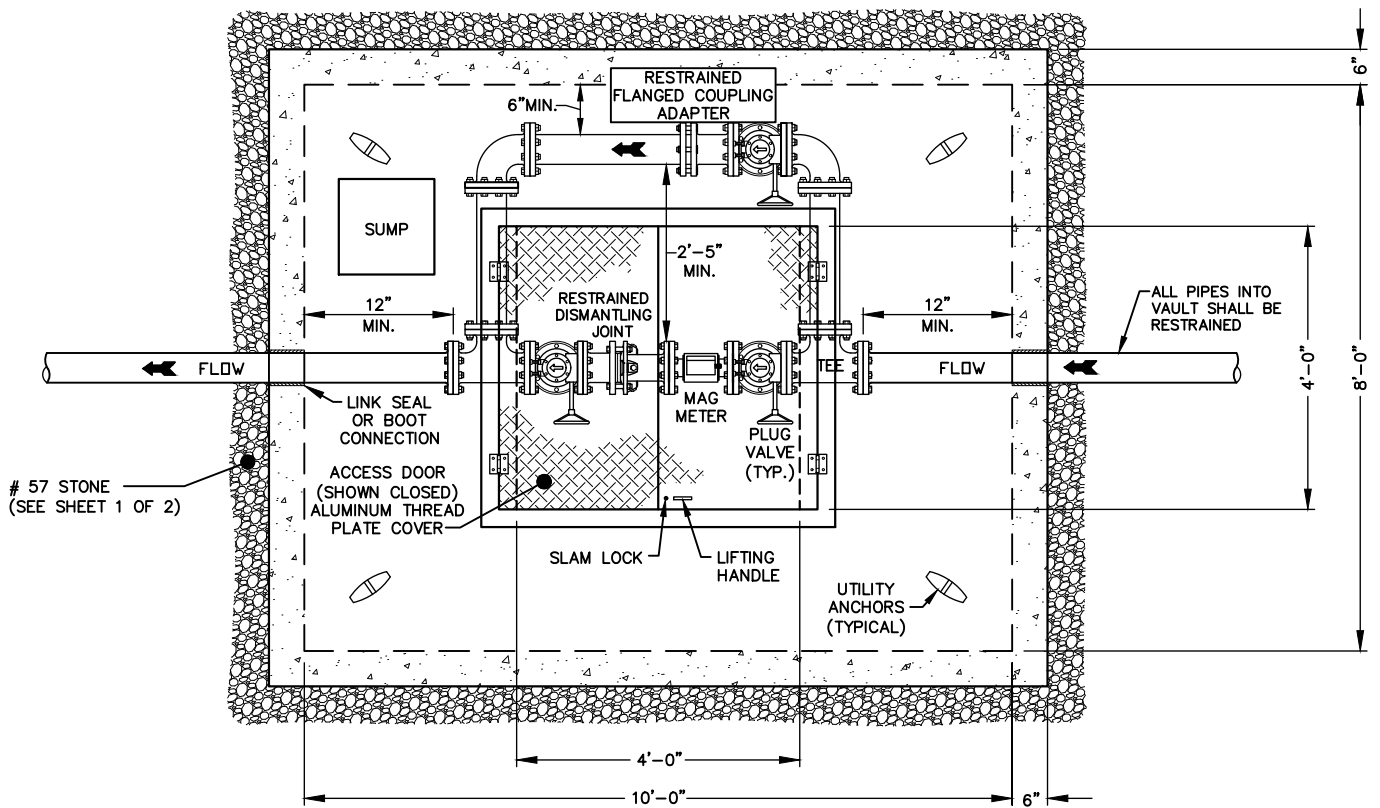 RESTRAINED
FLANGED COUPLING
ADAPTER
6"
6"MIN.
SUMP
2'-5"
MIN.
12"
MIN.
RESTRAINED
DISMANTLING
JOINT
12"
MIN.
ALL PIPES INTO
VAULT SHALL BE
RESTRAINED
4'-0"
8'-0"
FLOW
TEE
FLOW
MAG
METER
LINK SEAL
OR BOOT
CONNECTION
PLUG
VALVE
(TYP.)
# 57 STONE
(SEE SHEET 1 OF 2)
ACCESS DOOR
(SHOWN CLOSED)
ALUMINUM THREAD
PLATE COVER
SLAM LOCK
LIFTING
HANDLE
UTILITY
ANCHORS
(TYPICAL)
4'-0"
10'-0"
6"